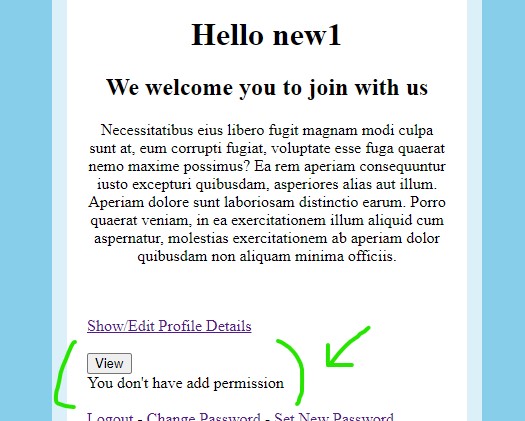 Hello new1
We welcome you to join with us
Necessitatibus eius libero fugit magnam modi culpa
sunt at, eum corrupti fugiat, voluptate esse fuga quaerat
nemo maxime possimus? Ea rem aperiam consequuntur
iusto excepturi quibusdam, asperiores alias aut illum.
Aperiam dolore sunt laboriosam distinctio earum. Porro
quaerat veniam, in ea exercitationem illum aliquid cum
aspernatur, molestias exercitationem ab aperiam dolor
quibusdam non aliquam minima officiis.
Show/Edit Profile Details
View
You don't have add permission
Logout - Change Password - Set New Password